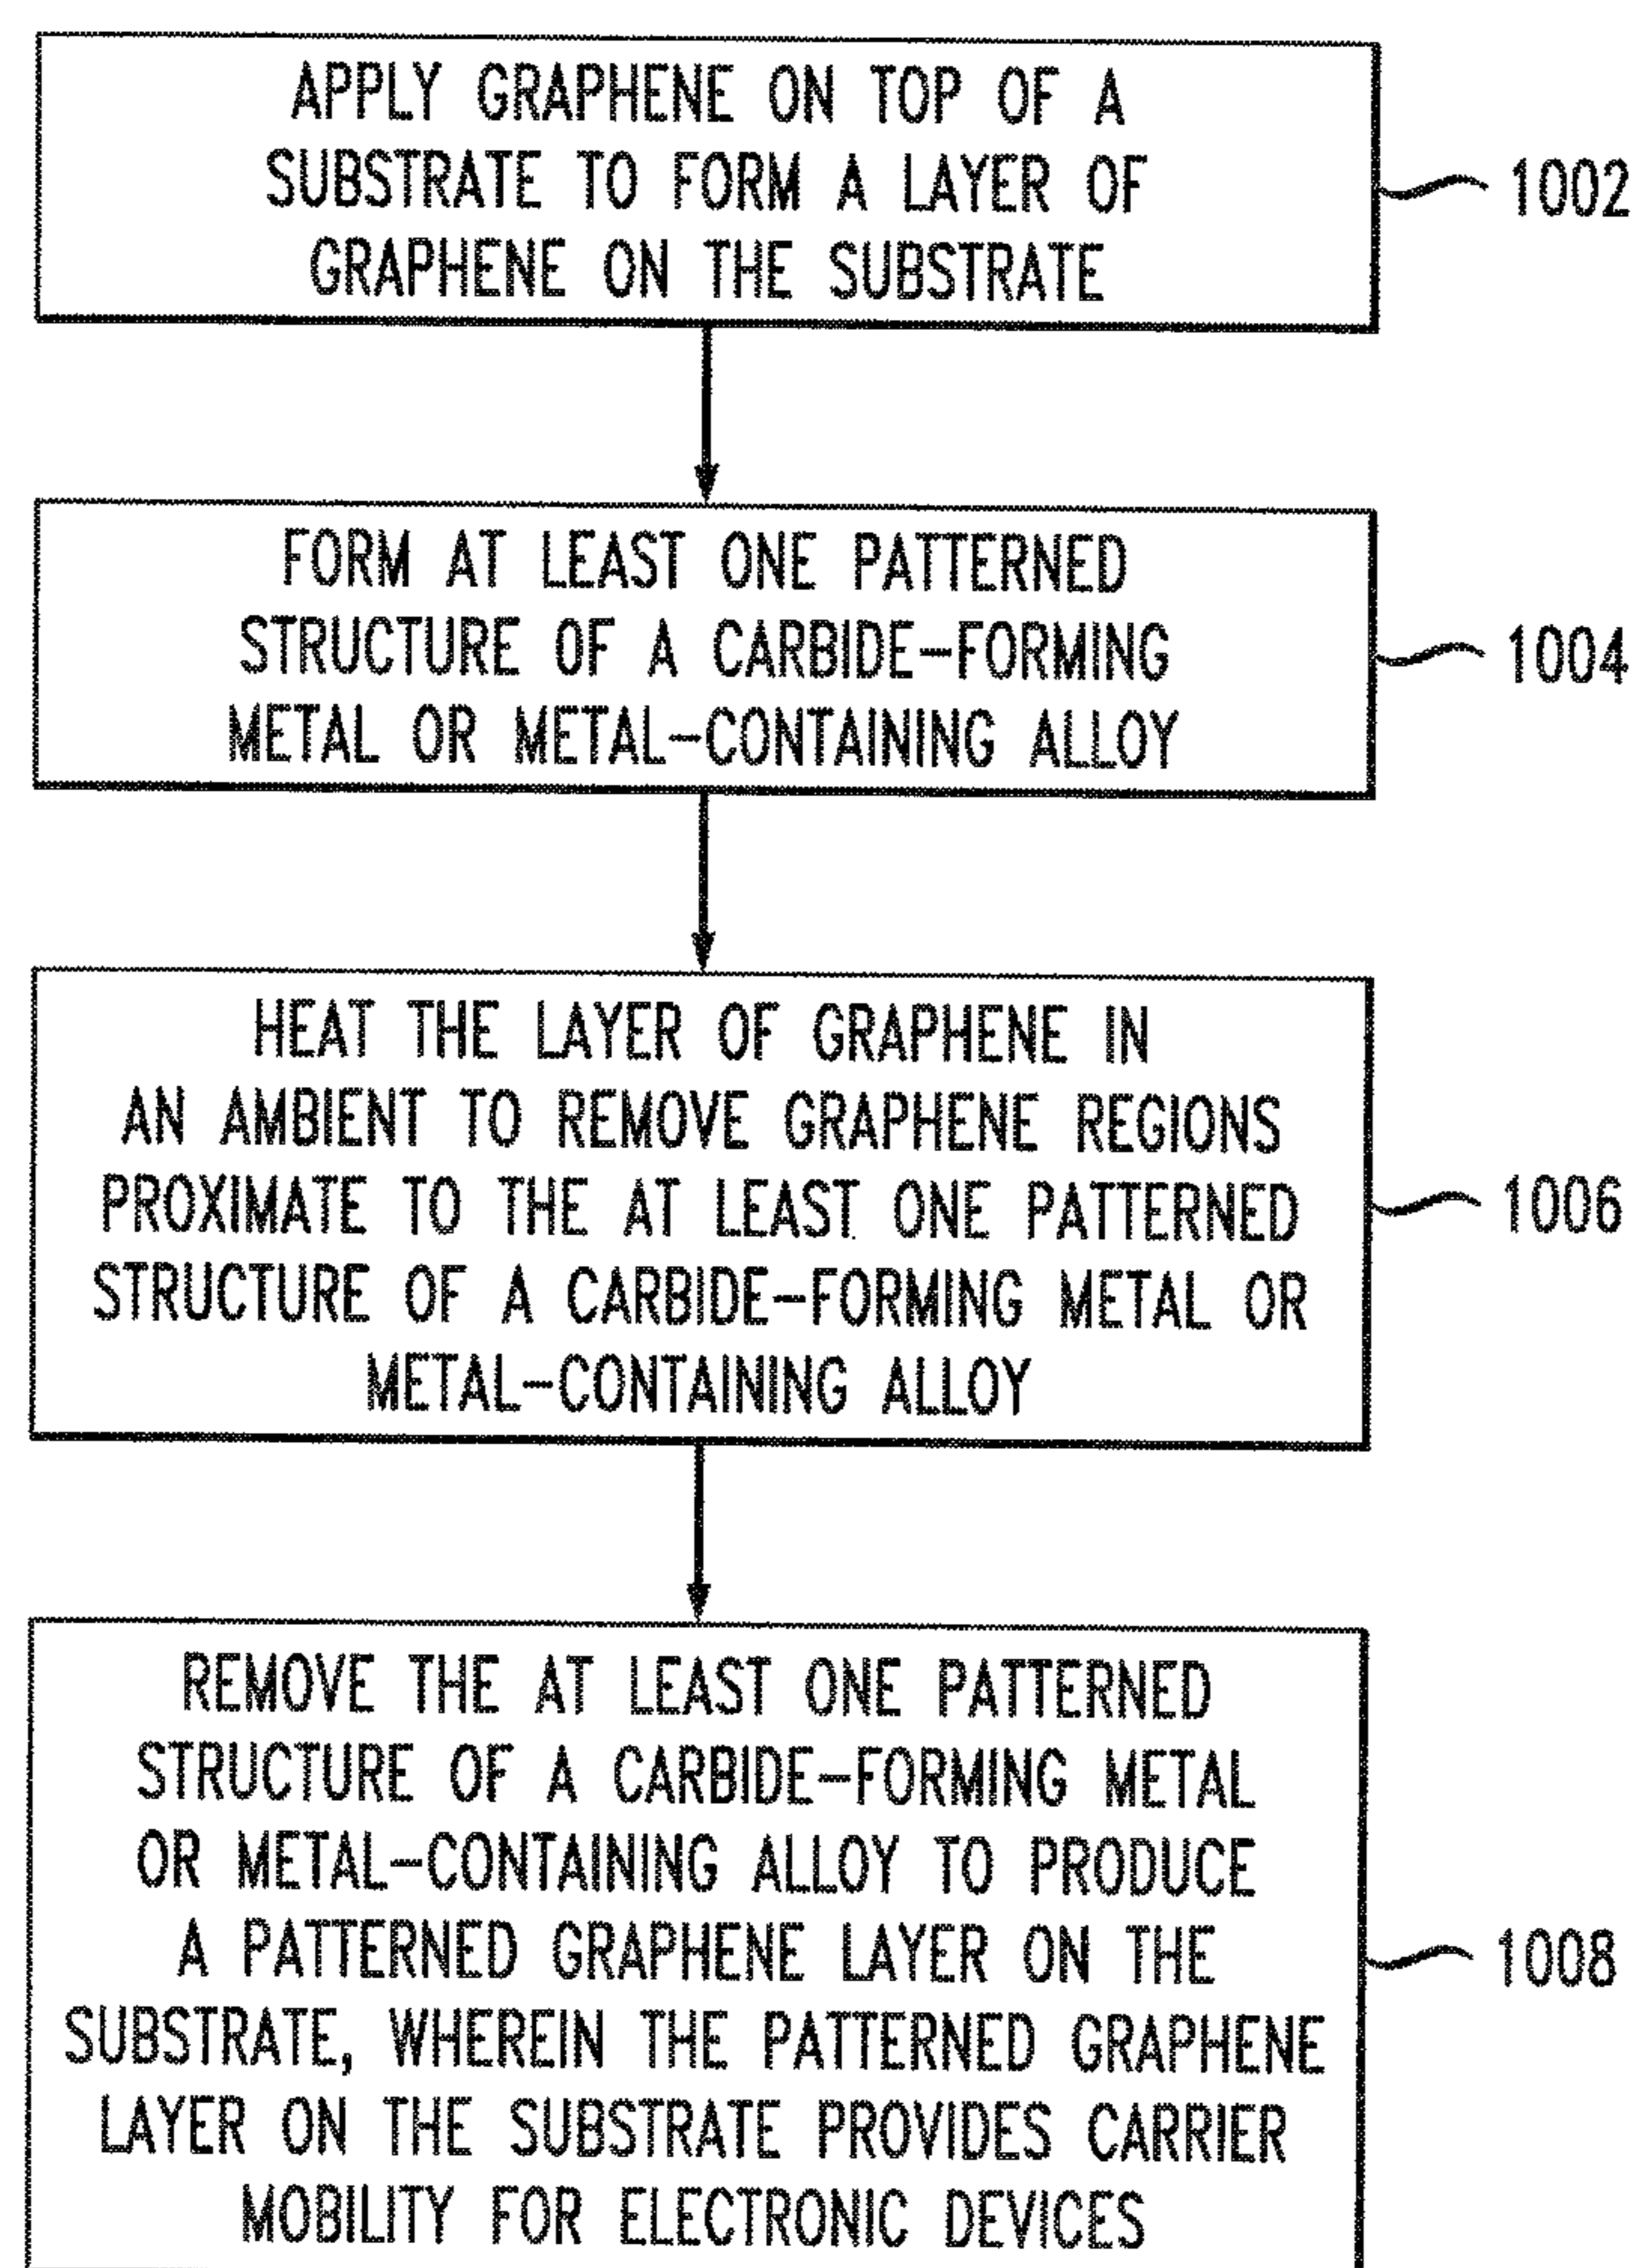 APPLY GRAPHENE ON TOP OF A
SUBSTRATE TO FORM A LAYER OF
GRAPHENE ON THE SUBSTRATE
1002
FORM AT LEAST ONE PATTERNED
STRUCTURE OF A CARBIDE-FORMING
METAL OR METAL-CONTAINING ALLOY
1004
HEAT THE LAYER OF GRAPHENE IN
AN AMBIENT TO REMOVE GRAPHENE REGIONS
PROXIMATE TO THE AT LEAST ONE PATTERNED
STRUCTURE OF A CARBIDE-FORMING METAL OR
METAL-CONTAINING ALLOY
1006
REMOVE THE AT LEAST ONE PATTERNED
STRUCTURE OF A CARBIDE-FORMING METAL
OR METAL-CONTAINING ALLOY TO PRODUCE
A PATTERNED GRAPHENE LAYER ON THE
SUBSTRATE, WHEREIN THE PATTERNED GRAPHENE
LAYER ON THE SUBSTRATE PROVIDES CARRIER
MOBILITY FOR ELECTRONIC DEVICES
1008